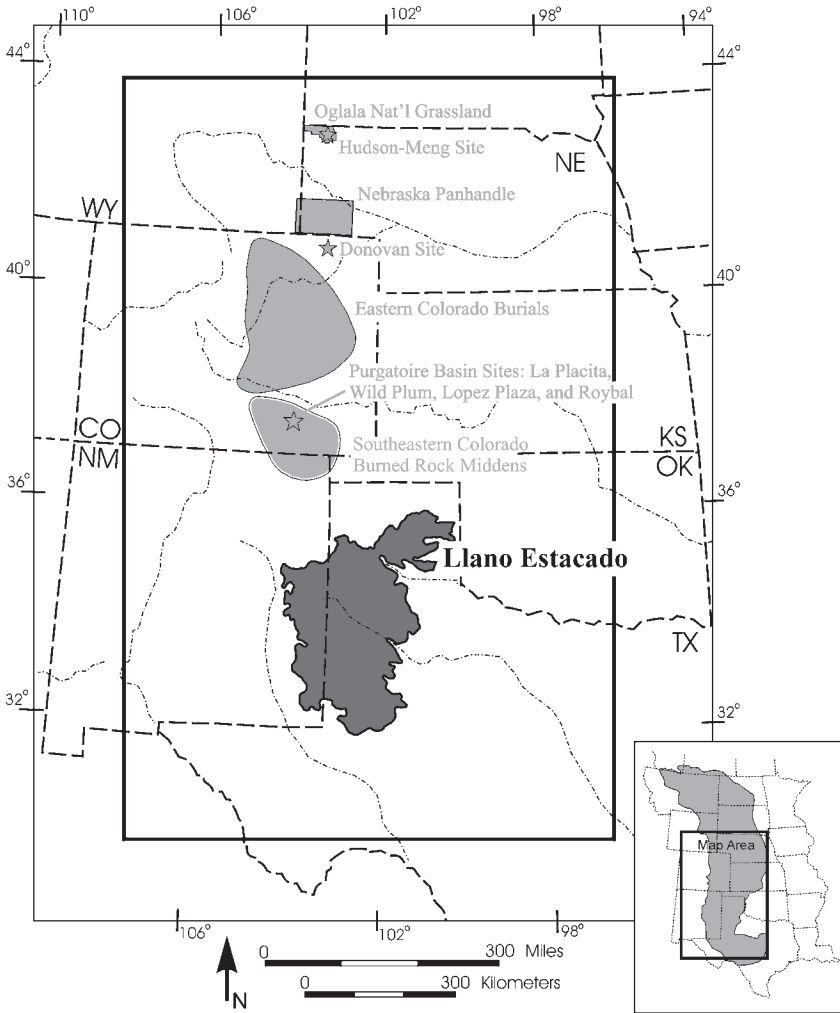 110°
106°
102°
98°
94°
44°
44°
Oglala Nat'l Grassland
Hudson-Meng Site
NE
Nebraska Panhandle
WY
Donovan Site
40°
40°
Eastern Colorado Burials
Purgatoire Basin Sites: La Placita,
Wild Plum, Lopez Plaza, and Roybal
CO
KS
NM
Southeastern Colorado
Burned Rock Middens
OK
36°
36°
Llano Estacado
TX
32°
32°
Map Area
106°
102°
98°
0 300 Miles
0 300 Kilometers
N